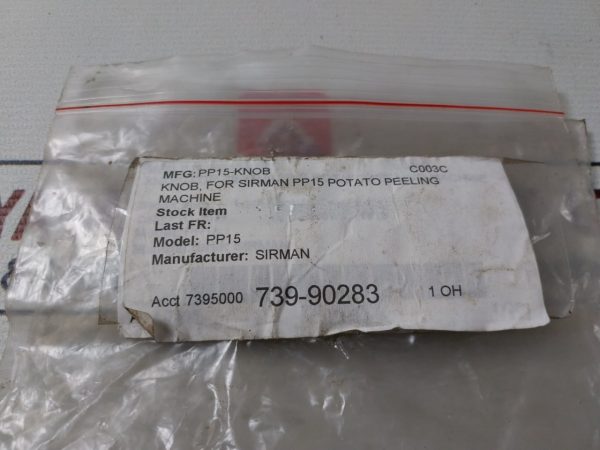 MFG: PP15-KNOB C003C
KNOB, FOR SIRMAN PP15 POTATO PEELING
MACHINE
Stock Item
Last FR:
Model: PP15
Manufacturer: SIRMAN
Acct 7395000 739-90283 1 OH